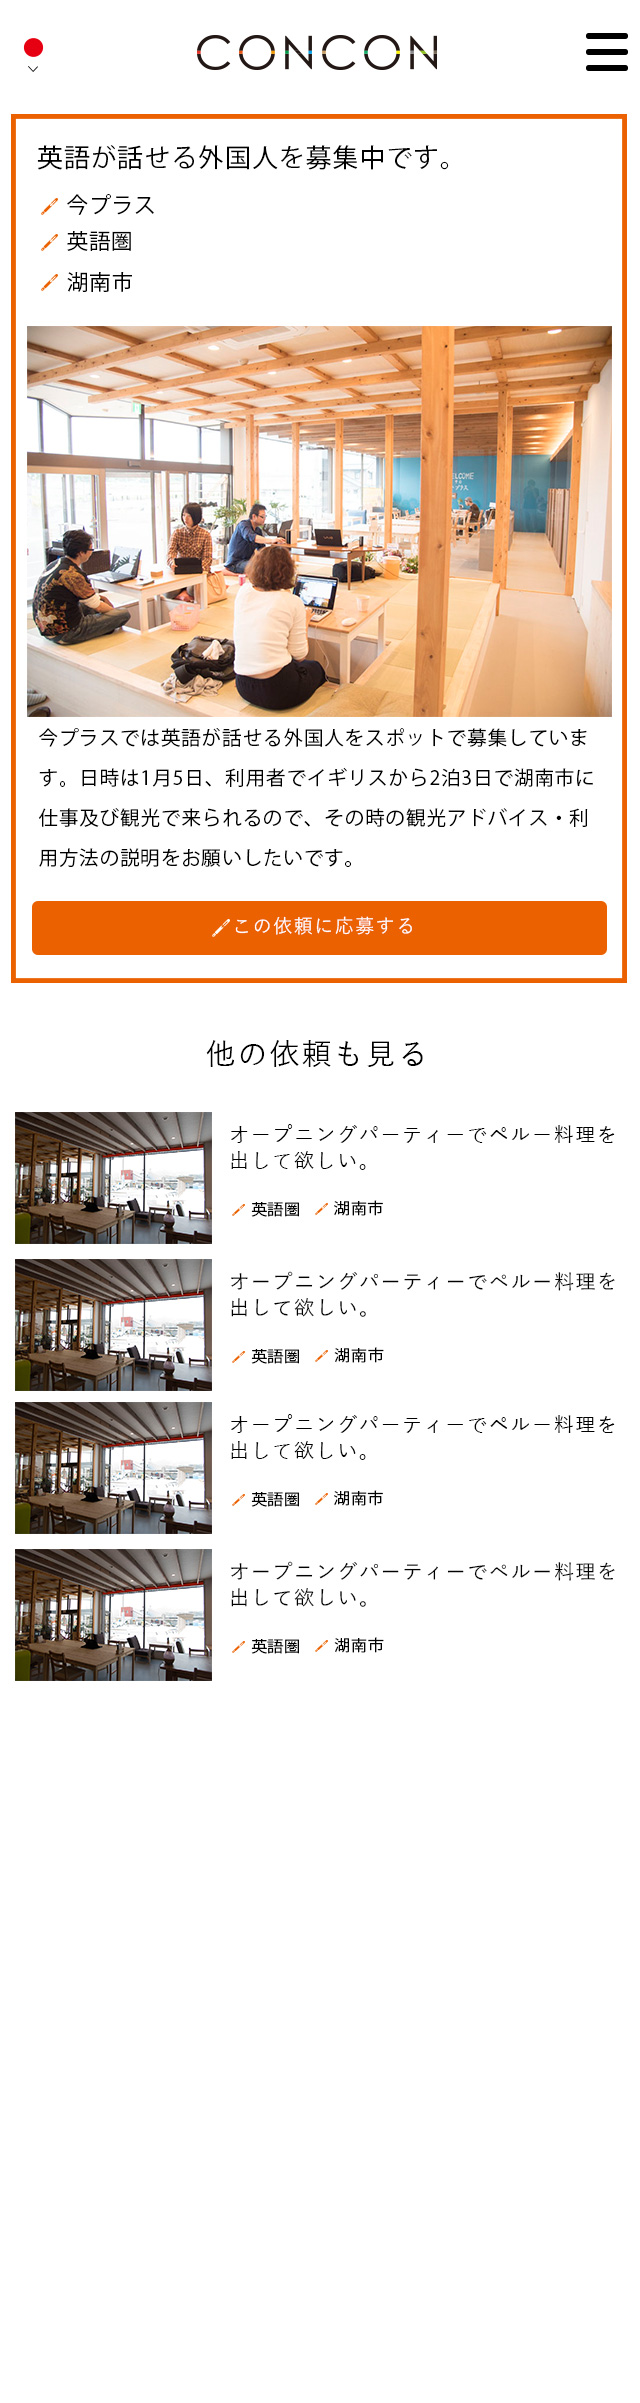 CONCON
英語が話せる外国人を募集中です。
今プラス
英語圏
湖南市
今プラスでは英語が話せる外国人をスポットで募集していま
す。日時は1月5日、利用者でイギリスから2泊3日で湖南市に
仕事及び観光で来られるので、その時の観光アドバイス・利
用方法の説明をお願いしたいです。
この依頼に応募する
他の依頼も見る
オープニングパーティーでペルー料理を
出して欲しい。
英語圏 湖南市
オープニングパーティーでペルー料理を
出して欲しい。
英語圏 湖南市
オープニングパーティーでペルー料理を
出して欲しい。
英語圏 湖南市
オープニングパーティーでペルー料理を
出して欲しい。
英語圏 湖南市